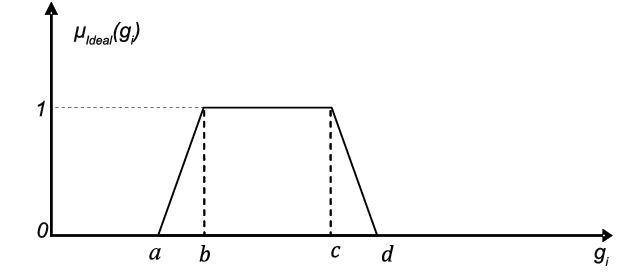 μIdeal(gi)
1
0
a b c d gi